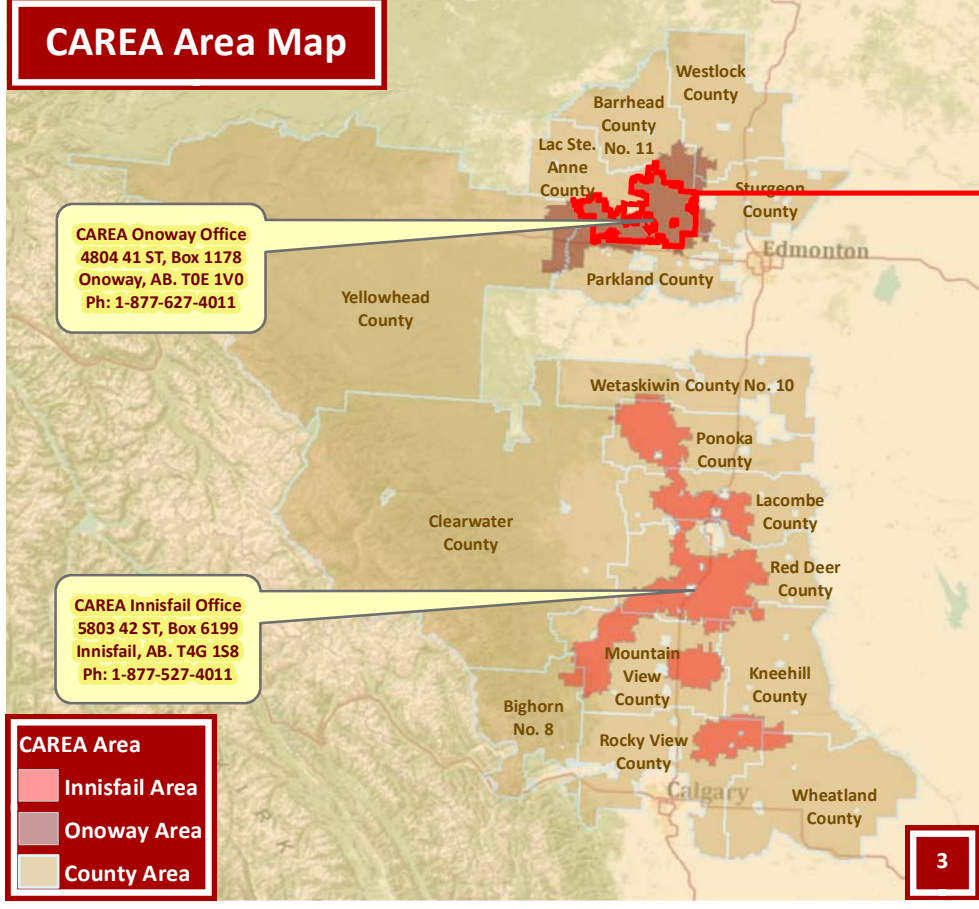 CAREA Area Map
Westlock
County
Barrhead
County
No. 11
Lac Ste.
Anne
County
Sturgeon
County
CAREA Onoway Office
4804 41 ST, Box 1178
Onoway, AB. T0E 1V0
Ph: 1-877-627-4011
Edmonton
Parkland County
Yellowhead
County
Wetaskiwin County No. 10
Ponoka
County
Lacombe
County
Clearwater
County
Red Deer
County
CAREA Innisfail Office
5803 42 ST, Box 6199
Innisfail, AB. T4G 1S8
Ph: 1-877-527-4011
Mountain
View
County
Kneehill
County
Bighorn
No. 8
Rocky View
County
Calgary
Wheatland
County
CAREA Area
Innisfail Area
Onoway Area
County Area
3